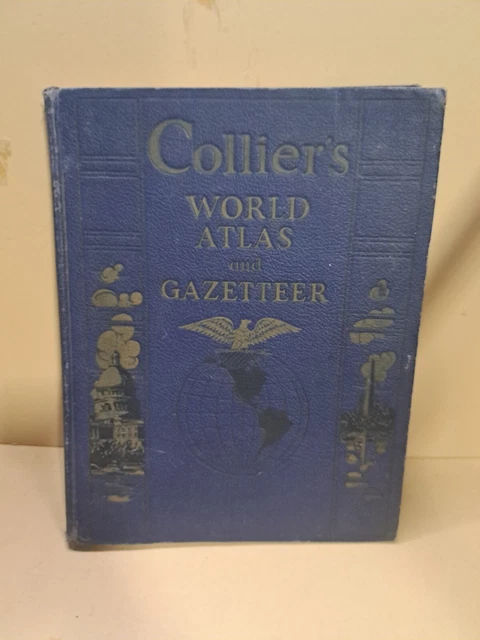 Collier's
WORLD
ATLAS
and
GAZETTEER